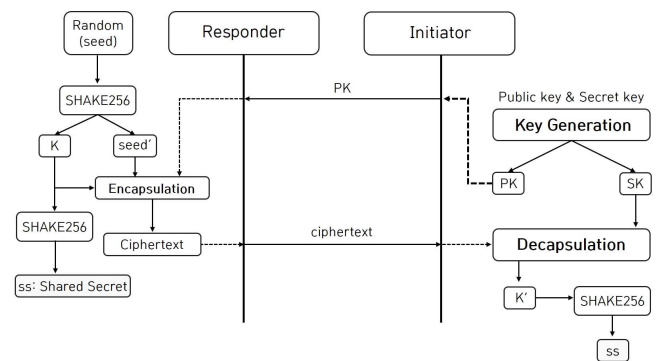 Random
(seed)
Responder
Initiator
SHAKE256
PK
Public key & Secret key
Key Generation
K
seed′
Encapsulation
PK
SK
SHAKE256
Ciphertext
ciphertext
Decapsulation
ss: Shared Secret
K′
SHAKE256
ss